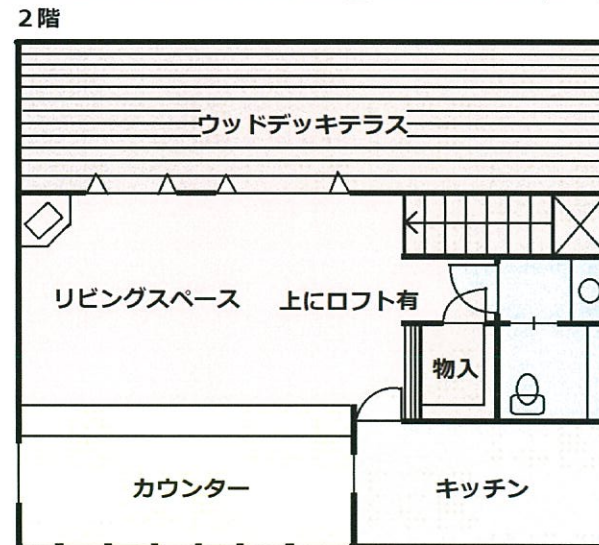 ２階
ウッドデッキテラス
リビングスペース
上にロフト有
物入
カウンター
キッチン